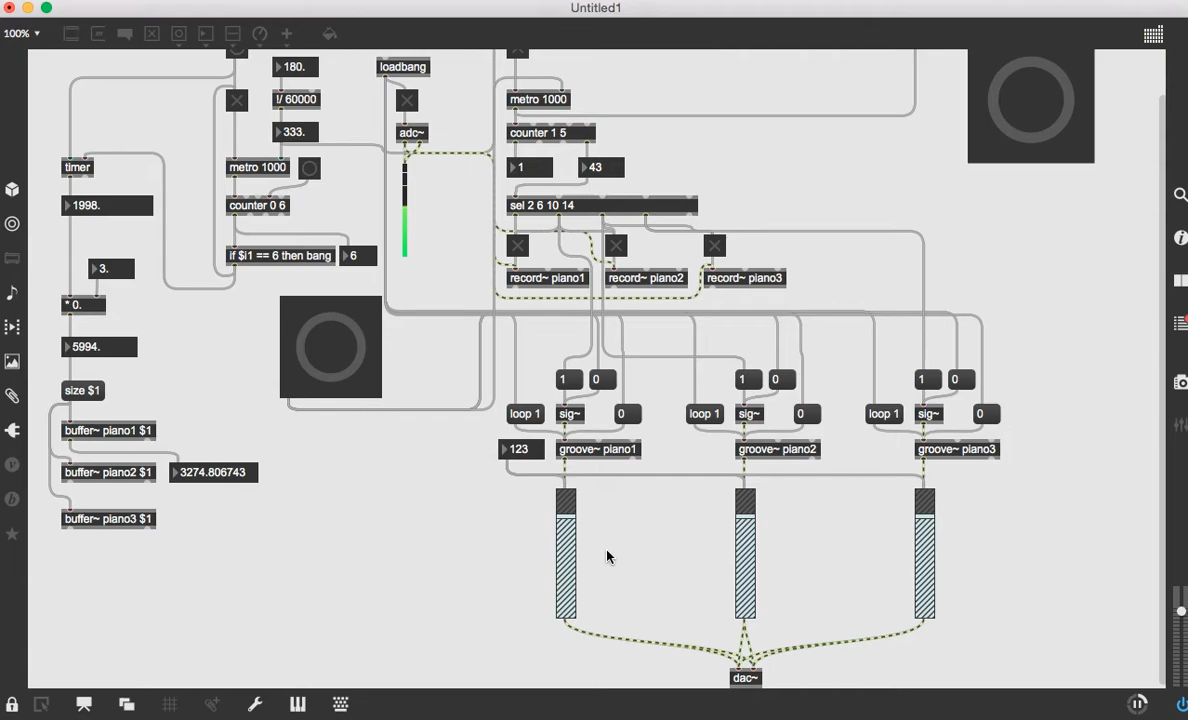 Untitled1
100%
180.
loadbang
!/ 60000
metro 1000
adc~
333.
counter 1 5
timer
metro 1000
1
43
1998.
counter 0 6
sel 2 6 10 14
if $i1 == 6 then bang
6
3.
record~ piano1
record~ piano2
record~ piano3
* 0.
5994.
1
0
1
0
1
0
size $1
loop 1
sig~
0
loop 1
sig~
0
loop 1
sig~
0
buffer~ piano1 $1
123
groove~ piano1
groove~ piano2
groove~ piano3
buffer~ piano2 $1
3274.806743
buffer~ piano3 $1
dac~